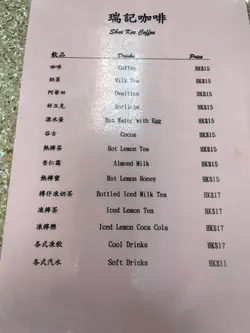 瑞記咖啡
Shui Kee Coffee
飲品 Drinks Price
咖啡 Coffee HK$15
奶茶 Milk Tea HK$15
阿華田 Ovaltine HK$15
好立克 Horlicks HK$15
滾水蛋 Hot Water with Egg HK$15
谷古 Cocoa HK$15
熱檸茶 Hot Lemon Tea HK$15
杏仁霜 Almond Milk HK$15
熱檸蜜 Hot Lemon Honey HK$15
樽仔凍奶茶 Bottled Iced Milk Tea HK$17
凍檸茶 Iced Lemon Tea HK$17
凍檸樂 Iced Lemon Coca Cola HK$17
各式凍飲 Cool Drinks HK$17
各式汽水 Soft Drinks HK$11